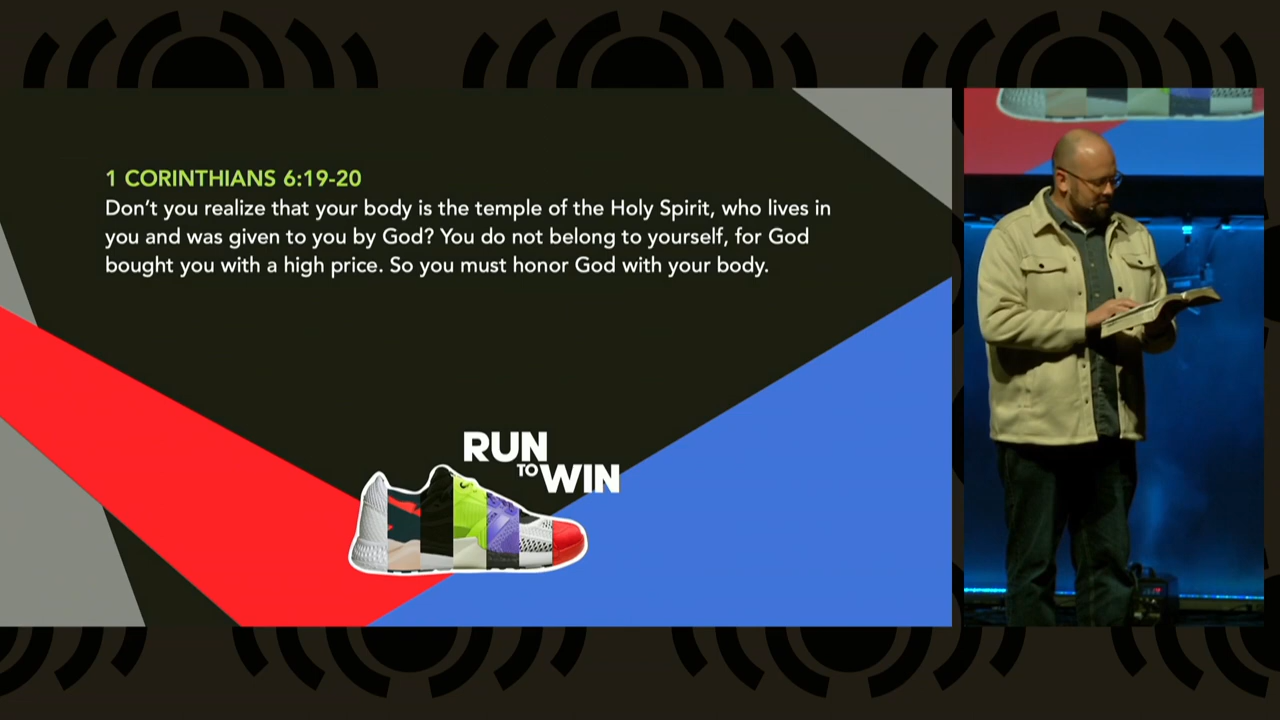 1 CORINTHIANS 6:19-20
Don’t you realize that your body is the temple of the Holy Spirit, who lives in
you and was given to you by God? You do not belong to yourself, for God
bought you with a high price. So you must honor God with your body.
RUN
TO WIN